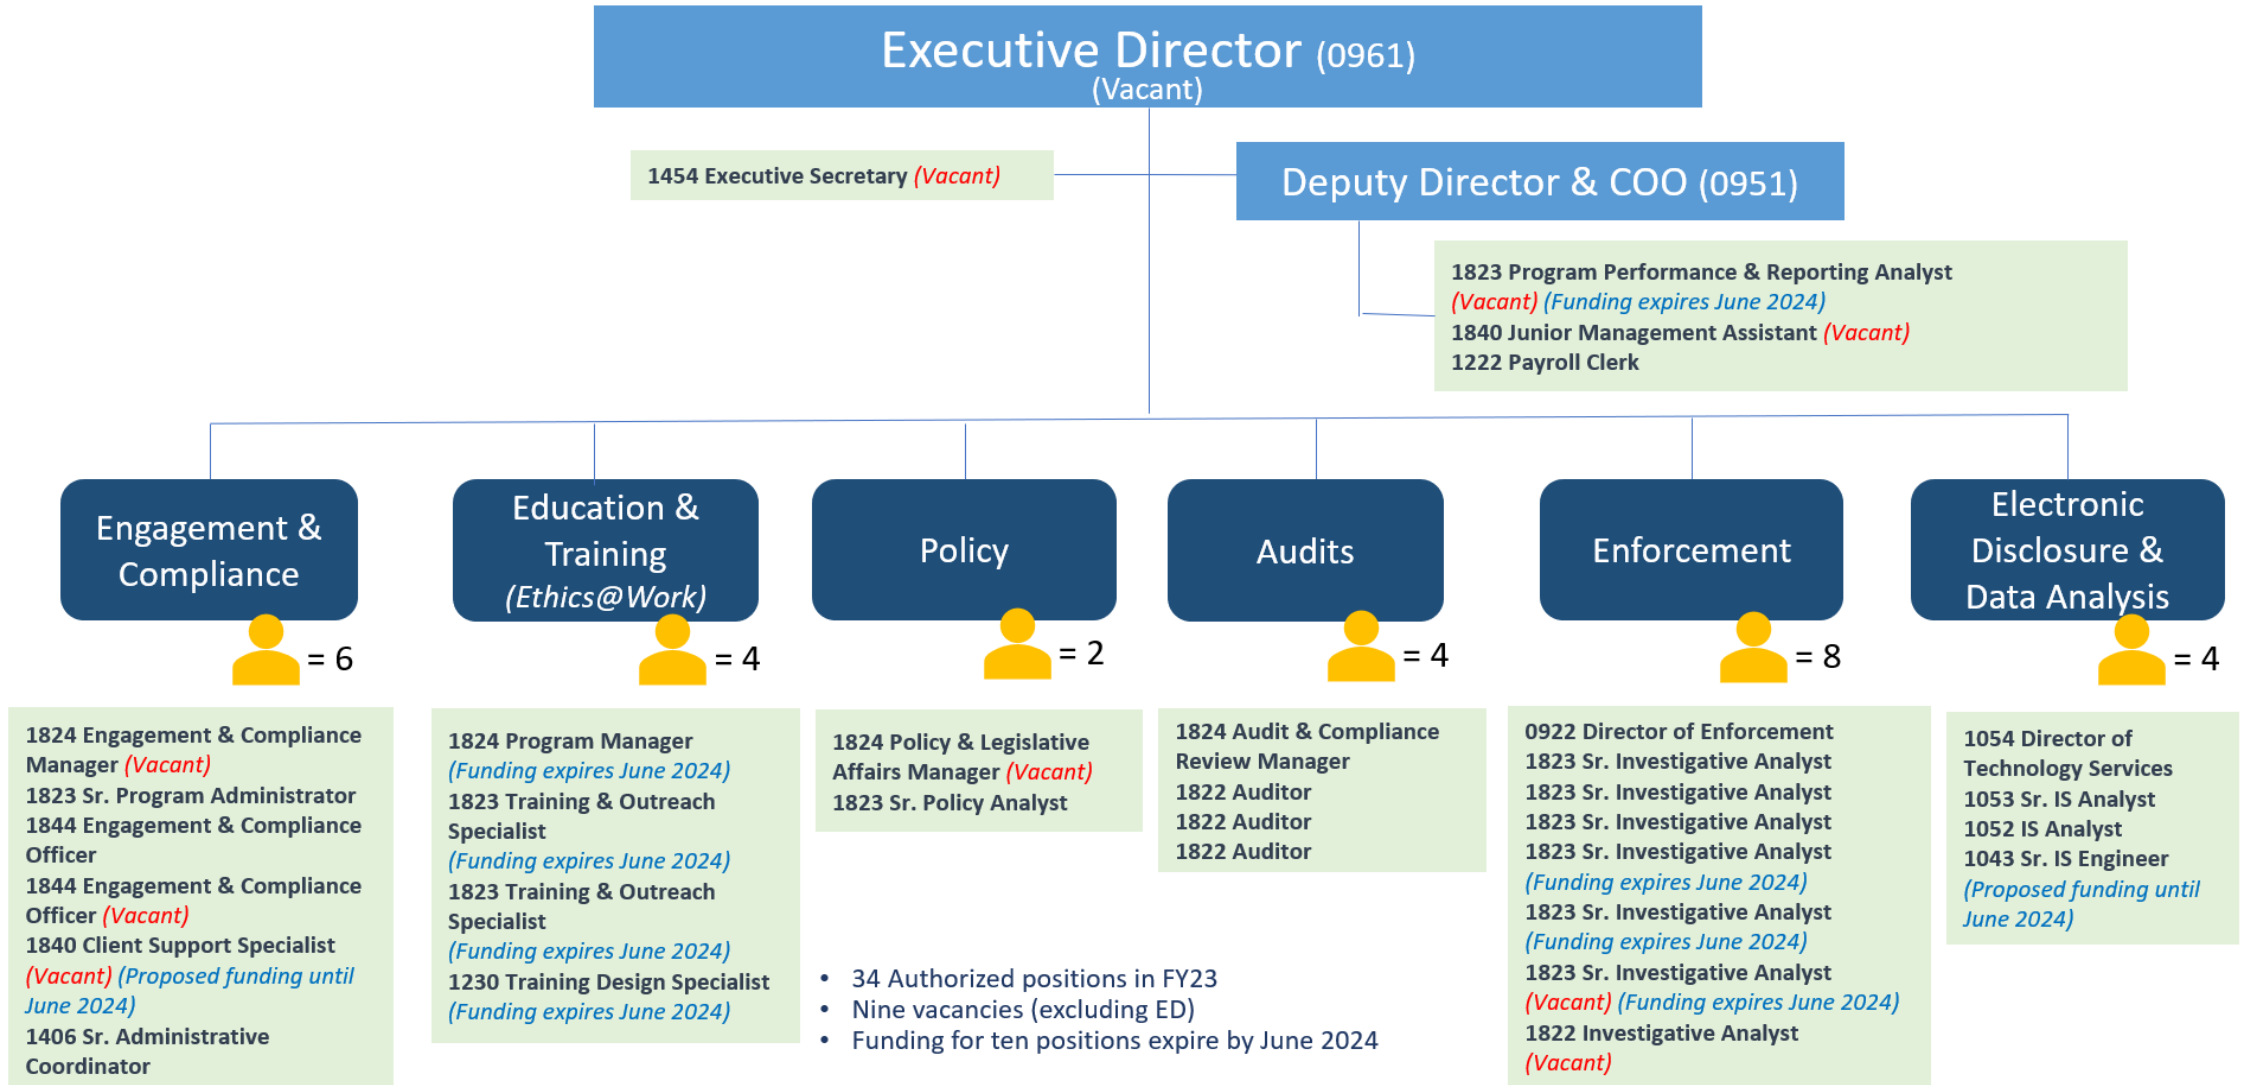 Executive Director (0961)
(Vacant)
1454 Executive Secretary (Vacant)
Deputy Director & COO (0951)
1823 Program Performance & Reporting Analyst
(Vacant) (Funding expires June 2024)
1840 Junior Management Assistant (Vacant)
1222 Payroll Clerk
Engagement &
Compliance
= 6
1824 Engagement & Compliance
Manager (Vacant)
1823 Sr. Program Administrator
1844 Engagement & Compliance
Officer
1844 Engagement & Compliance
Officer (Vacant)
1840 Client Support Specialist
(Vacant) (Proposed funding until
June 2024)
1406 Sr. Administrative
Coordinator
Education &
Training
(Ethics@Work)
= 4
1824 Program Manager
(Funding expires June 2024)
1823 Training & Outreach
Specialist
(Funding expires June 2024)
1823 Training & Outreach
Specialist
(Funding expires June 2024)
1230 Training Design Specialist
(Funding expires June 2024)
Policy
= 2
1824 Policy & Legislative
Affairs Manager (Vacant)
1823 Sr. Policy Analyst
Audits
= 4
1824 Audit & Compliance
Review Manager
1822 Auditor
1822 Auditor
1822 Auditor
Enforcement
= 8
0922 Director of Enforcement
1823 Sr. Investigative Analyst
1823 Sr. Investigative Analyst
1823 Sr. Investigative Analyst
1823 Sr. Investigative Analyst
(Funding expires June 2024)
1823 Sr. Investigative Analyst
(Funding expires June 2024)
1823 Sr. Investigative Analyst
(Vacant) (Funding expires June 2024)
1822 Investigative Analyst
(Vacant)
Electronic
Disclosure &
Data Analysis
= 4
1054 Director of
Technology Services
1053 Sr. IS Analyst
1052 IS Analyst
1043 Sr. IS Engineer
(Proposed funding until
June 2024)
• 34 Authorized positions in FY23
• Nine vacancies (excluding ED)
• Funding for ten positions expire by June 2024